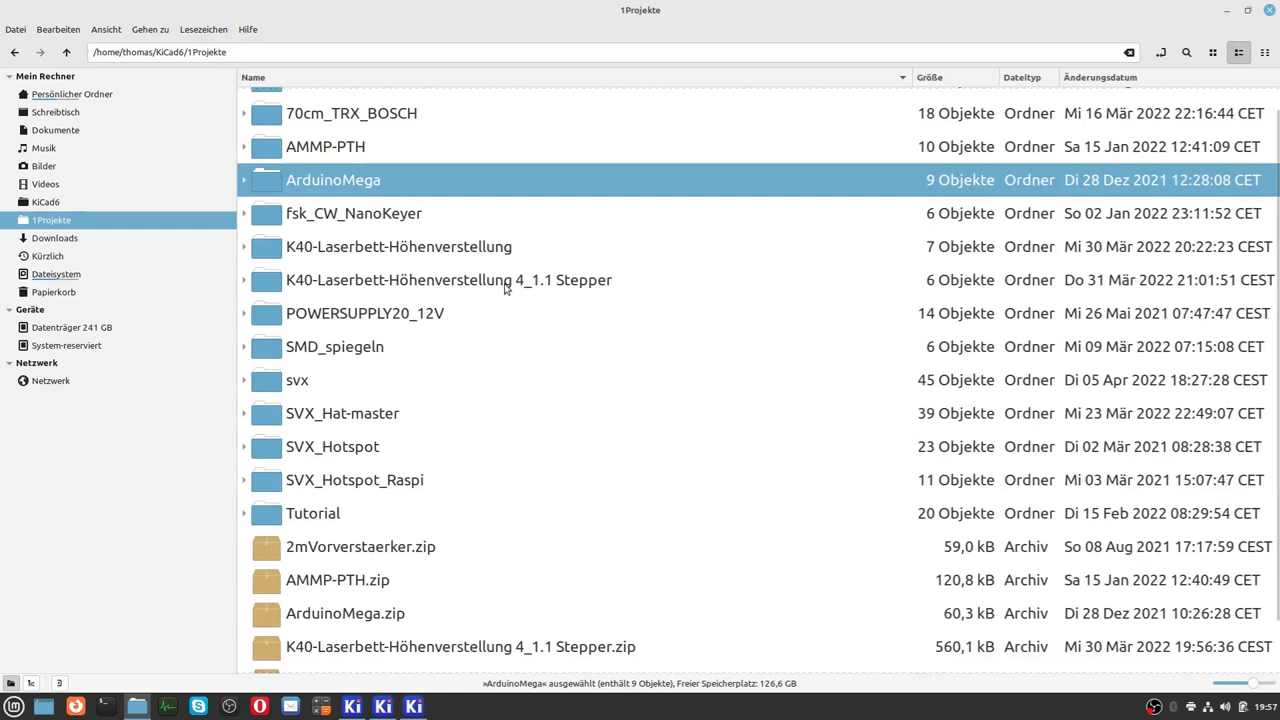 1Projekte
Datei Bearbeiten Ansicht Gehen zu Lesezeichen Hilfe
/home/thomas/KiCad6/1Projekte
Mein Rechner
Persönlicher Ordner
Schreibtisch
Dokumente
Musik
Bilder
Videos
KiCad6
1Projekte
Downloads
Kürzlich
Dateisystem
Papierkorb
Geräte
Datenträger 241 GB
System-reserviert
Netzwerk
Netzwerk
Name Größe Dateityp Änderungsdatum
70cm_TRX_BOSCH 18 Objekte Ordner Mi 16 Mär 2022 22:16:44 CET
AMMP-PTH 10 Objekte Ordner Sa 15 Jan 2022 12:41:09 CET
ArduinoMega 9 Objekte Ordner Di 28 Dez 2021 12:28:08 CET
fsk_CW_NanoKeyer 6 Objekte Ordner So 02 Jan 2022 23:11:52 CET
K40-Laserbett-Höhenverstellung 7 Objekte Ordner Mi 30 Mär 2022 20:22:23 CEST
K40-Laserbett-Höhenverstellung 4_1.1 Stepper 6 Objekte Ordner Do 31 Mär 2022 21:01:51 CEST
POWERSUPPLY20_12V 14 Objekte Ordner Mi 26 Mai 2021 07:47:47 CEST
SMD_spiegeln 6 Objekte Ordner Mi 09 Mär 2022 07:15:08 CET
svx 45 Objekte Ordner Di 05 Apr 2022 18:27:28 CEST
SVX_Hat-master 39 Objekte Ordner Mi 23 Mär 2022 22:49:07 CET
SVX_Hotspot 23 Objekte Ordner Di 02 Mär 2021 08:28:38 CET
SVX_Hotspot_Raspi 11 Objekte Ordner Mi 03 Mär 2021 15:07:47 CET
Tutorial 20 Objekte Ordner Di 15 Feb 2022 08:29:54 CET
2mVorverstaerker.zip 59,0 kB Archiv So 08 Aug 2021 17:17:59 CEST
AMMP-PTH.zip 120,8 kB Archiv Sa 15 Jan 2022 12:40:49 CET
ArduinoMega.zip 60,3 kB Archiv Di 28 Dez 2021 10:26:28 CET
K40-Laserbett-Höhenverstellung 4_1.1 Stepper.zip 560,1 kB Archiv Mi 30 Mär 2022 19:56:36 CEST
»ArduinoMega« ausgewählt (enthält 9 Objekte), Freier Speicherplatz: 126,6 GB
Ki Ki Ki 19:57